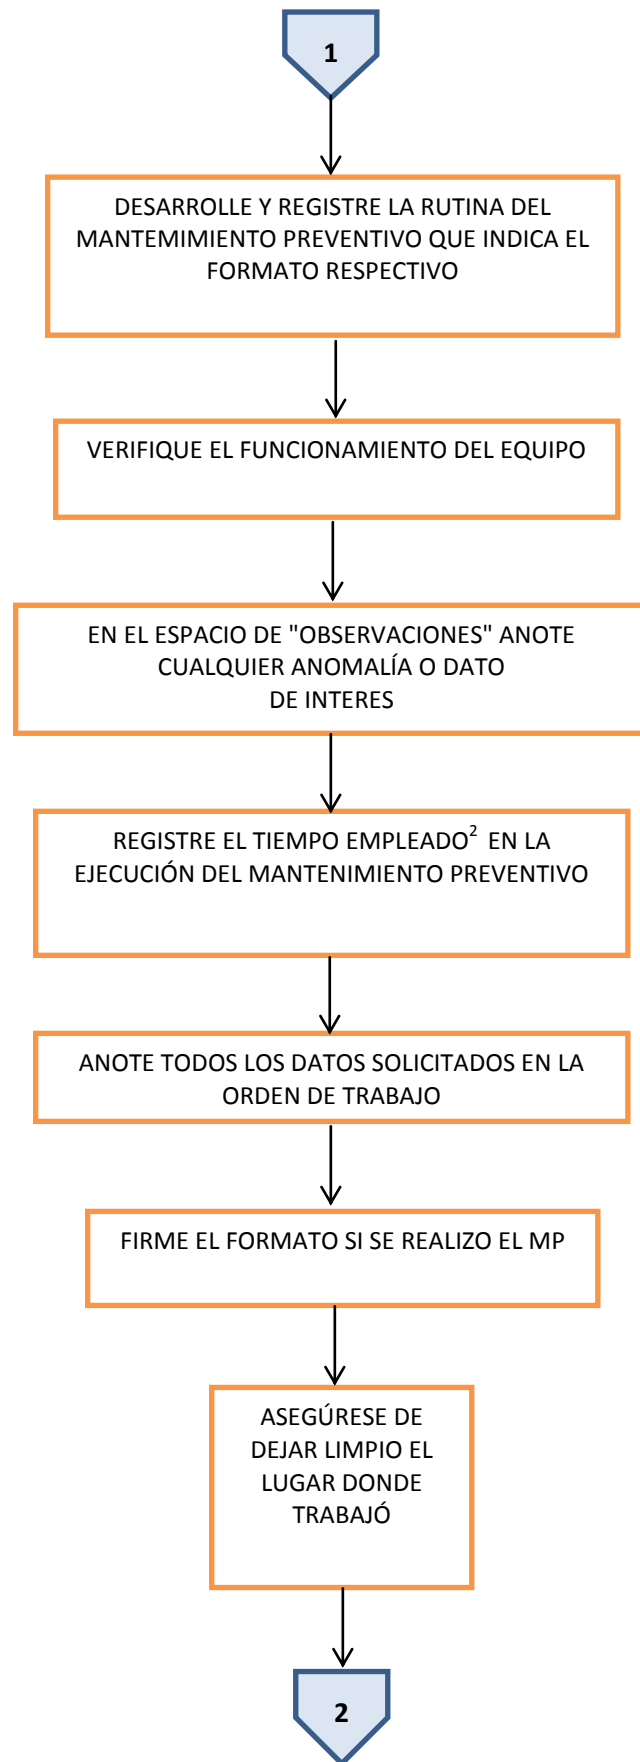 1
DESARROLLE Y REGISTRE LA RUTINA DEL
MANTEMIMIENTO PREVENTIVO QUE INDICA EL
FORMATO RESPECTIVO
VERIFIQUE EL FUNCIONAMIENTO DEL EQUIPO
EN EL ESPACIO DE "OBSERVACIONES" ANOTE
CUALQUIER ANOMALÍA O DATO
DE INTERES
REGISTRE EL TIEMPO EMPLEADO² EN LA
EJECUCIÓN DEL MANTENIMIENTO PREVENTIVO
ANOTE TODOS LOS DATOS SOLICITADOS EN LA
ORDEN DE TRABAJO
FIRME EL FORMATO SI SE REALIZO EL MP
ASEGÚRESE DE
DEJAR LIMPIO EL
LUGAR DONDE
TRABAJÓ
2